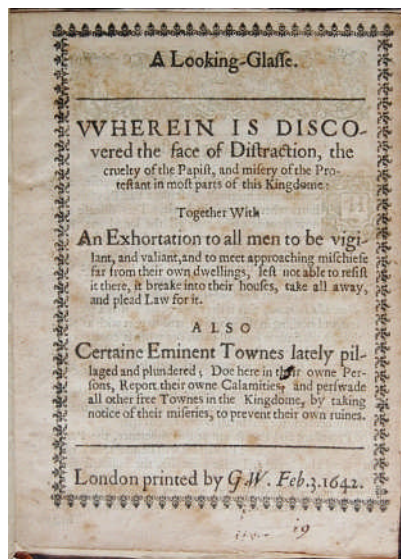 A Looking-Glaſſe.
VVHEREIN IS DISCO-
vered the face of Diſtraction, the
cruelty of the Papiſt, and miſery of the Pro-
teſtant in moſt parts of this Kingdome:
Together With
An Exhortation to all men to be vigi-
lant, and valiant, and to meet approaching miſchiefe
far from their own dwellings, leſt not able to reſiſt
it there, it breake into their houſes, take all away,
and plead Law for it.
ALSO
Certaine Eminent Townes lately pil-
laged and plundered; Doe here in their owne Per-
ſons, Report their owne Calamities, and perſwade
all other free Townes in the Kingdome, by taking
notice of their miſeries, to prevent their own ruines.
London printed by G.W. Feb.3.1642.
19